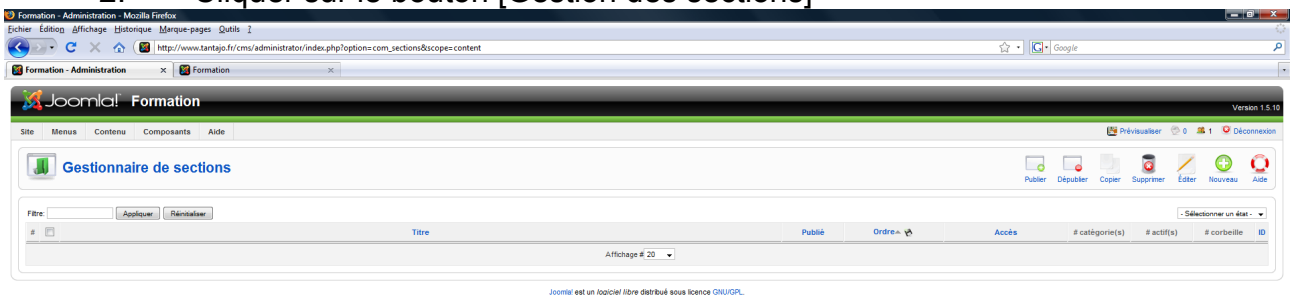 2. Cliquer sur le bouton [Gestion des sections]
Formation - Administration - Mozilla Firefox
Fichier Édition Affichage Historique Marque-pages Outils ?
http://www.tantajo.fr/cms/administrator/index.php?option=com_sections&scope=content
Google
Formation - Administration Formation
Joomla! Formation
Version 1.5.10
Site Menus Contenu Composants Aide Prévisualiser 0 1 Déconnexion
Gestionnaire de sections
Publier Dépublier Copier Supprimer Éditer Nouveau Aide
Filtre: Appliquer Réinitialiser - Sélectionner un état -
# Titre Publié Ordre Accès # catégorie(s) # actif(s) # corbeille ID
Affichage # 20
Joomla! est un logiciel libre distribué sous licence GNU/GPL.